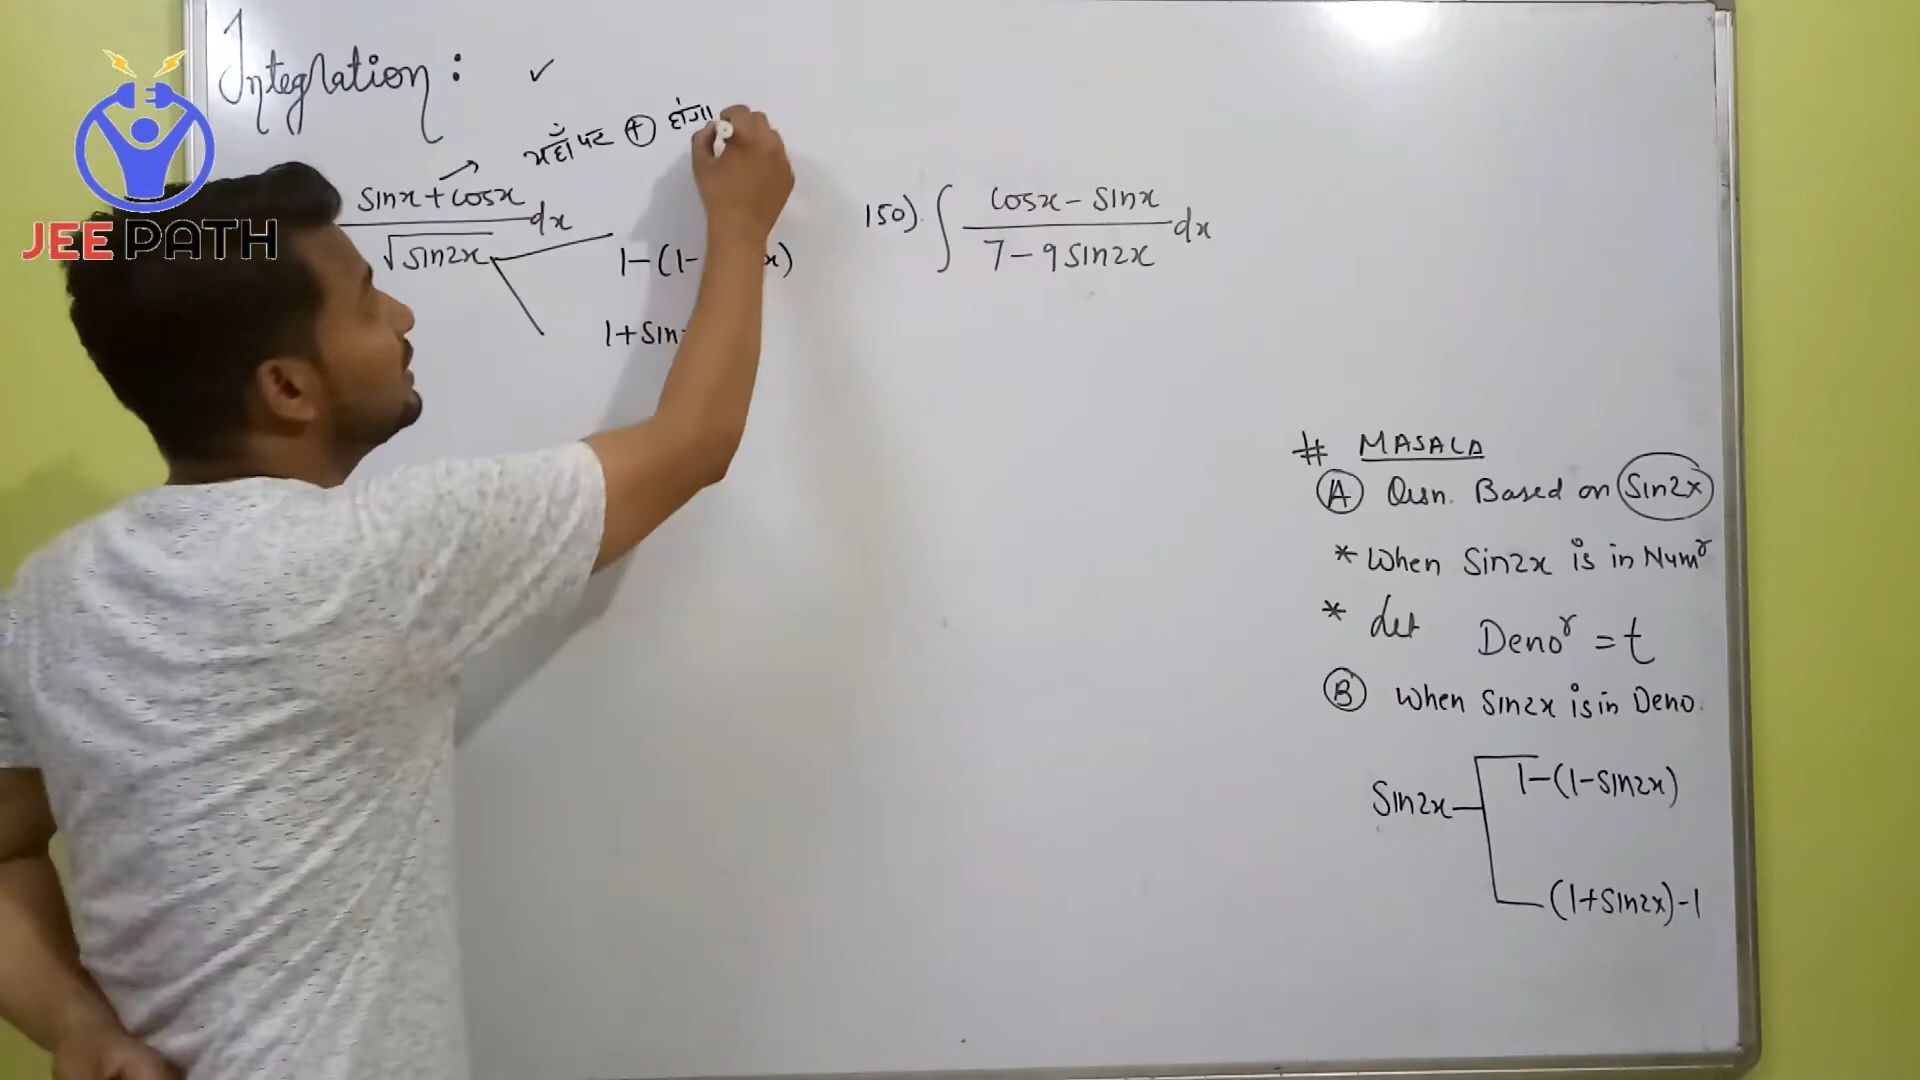 Integration : ✓
यहाँ पर + होगा
sinx+cosx
dx
√sin2x
1-(1-
x)
1+sin
150). ∫ cosx - sinx / 7-9sin2x dx
JEE PATH
# MASALA
A Qusn. Based on Sin2x
* When Sin2x is in Numʳ
* Let Denoʳ = t
B When Sin2x is in Deno.
Sin2x
1-(1-sin2x)
(1+sin2x)-1